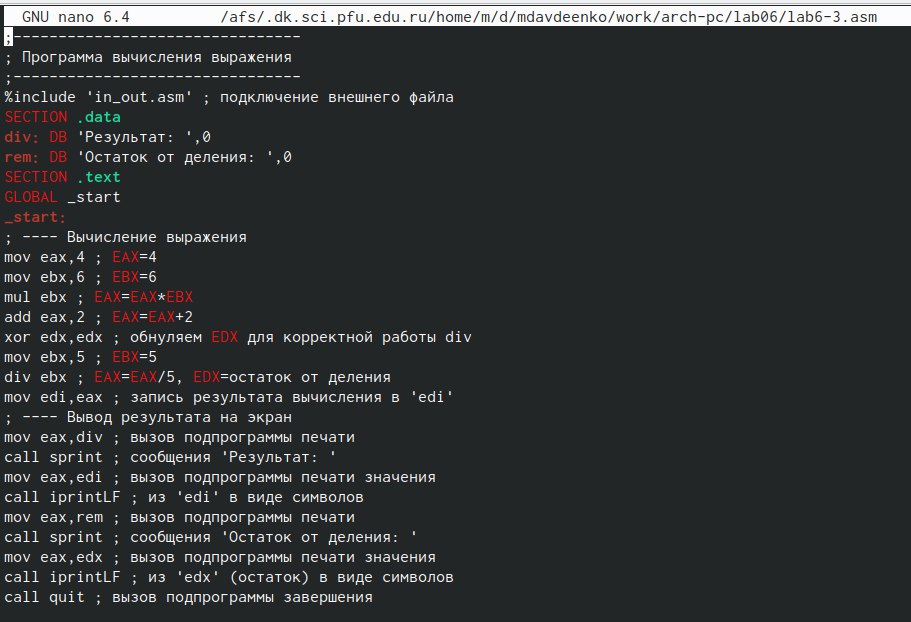 GNU nano 6.4 /afs/.dk.sci.pfu.edu.ru/home/m/d/mdavdeenko/work/arch-pc/lab06/lab6-3.asm
;--------------------------------
; Программа вычисления выражения
;--------------------------------
%include 'in_out.asm' ; подключение внешнего файла
SECTION .data
div: DB 'Результат: ',0
rem: DB 'Остаток от деления: ',0
SECTION .text
GLOBAL _start
_start:
; ---- Вычисление выражения
mov eax,4 ; EAX=4
mov ebx,6 ; EBX=6
mul ebx ; EAX=EAX*EBX
add eax,2 ; EAX=EAX+2
xor edx,edx ; обнуляем EDX для корректной работы div
mov ebx,5 ; EBX=5
div ebx ; EAX=EAX/5, EDX=остаток от деления
mov edi,eax ; запись результата вычисления в 'edi'
; ---- Вывод результата на экран
mov eax,div ; вызов подпрограммы печати
call sprint ; сообщения 'Результат: '
mov eax,edi ; вызов подпрограммы печати значения
call iprintLF ; из 'edi' в виде символов
mov eax,rem ; вызов подпрограммы печати
call sprint ; сообщения 'Остаток от деления: '
mov eax,edx ; вызов подпрограммы печати значения
call iprintLF ; из 'edx' (остаток) в виде символов
call quit ; вызов подпрограммы завершения